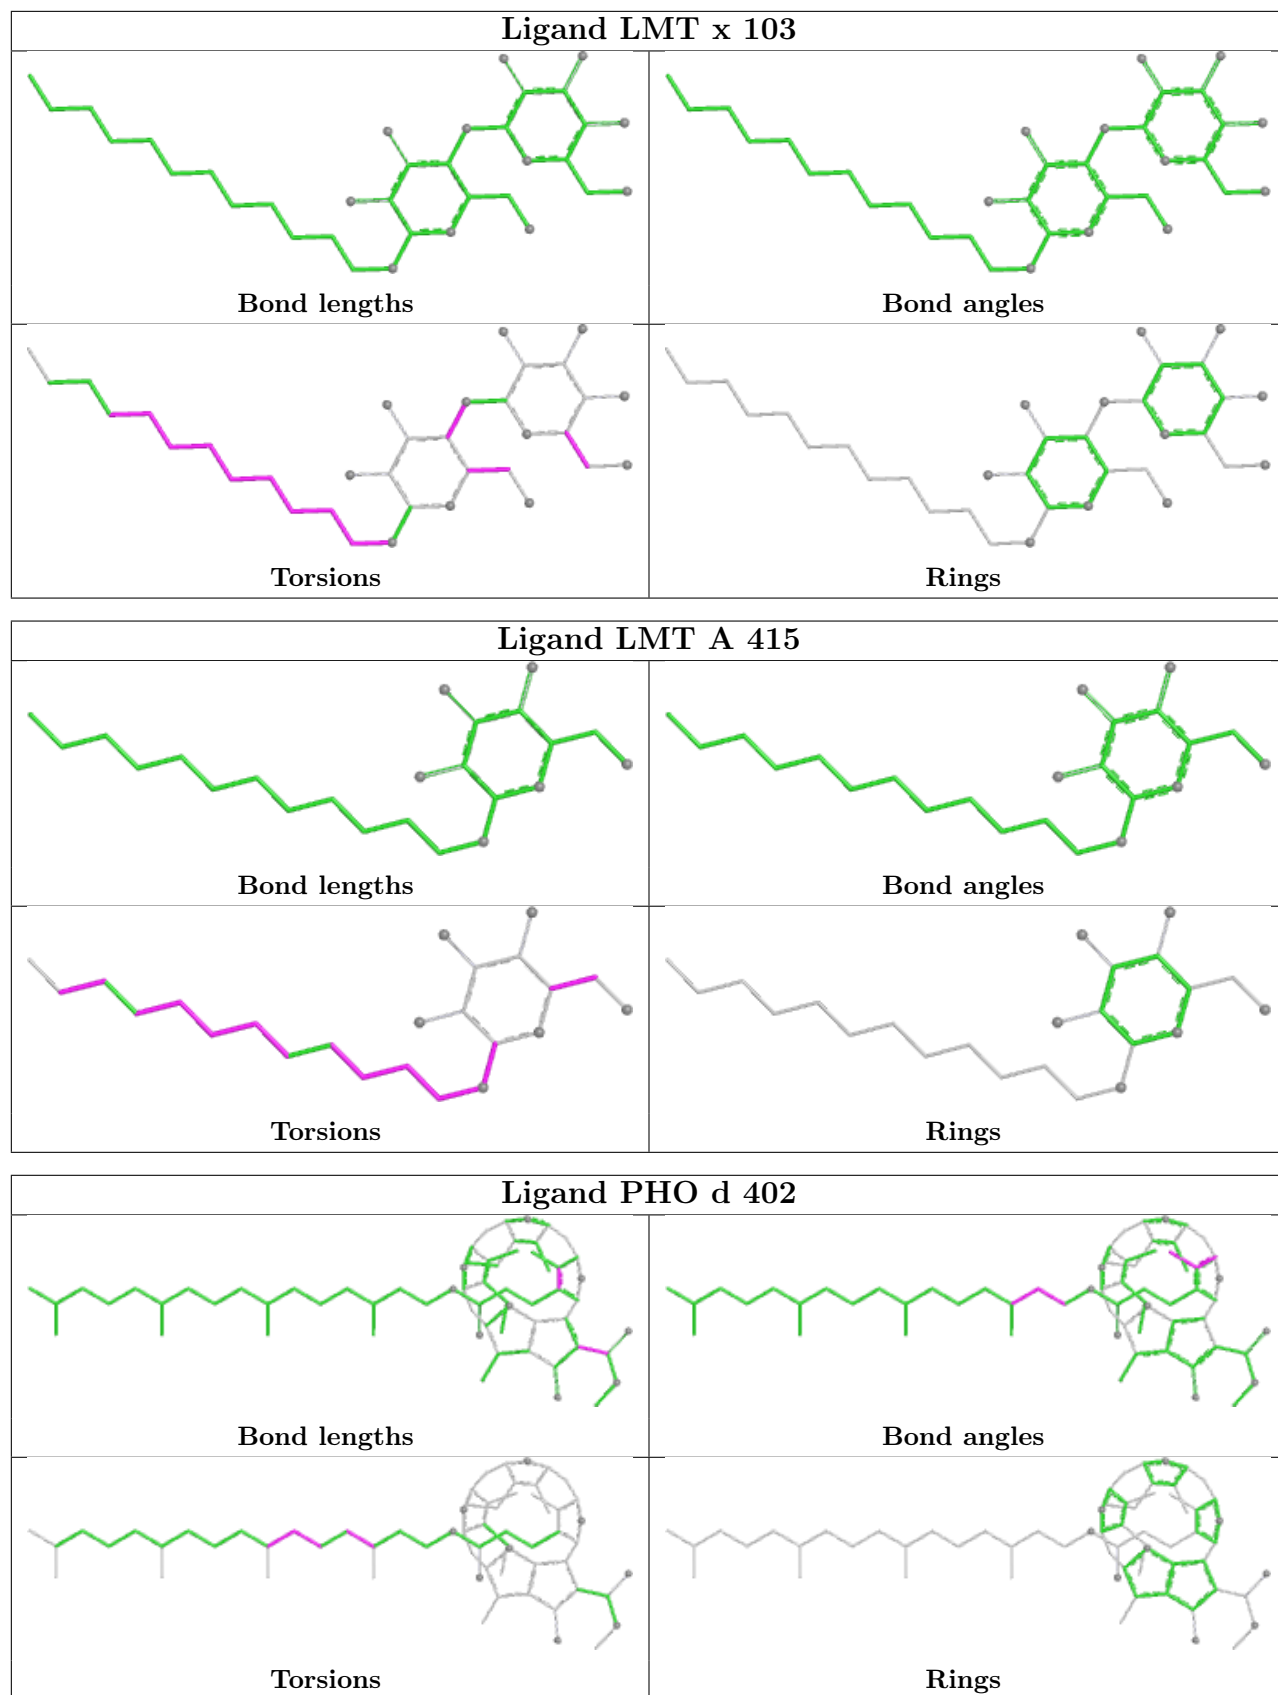 Ligand LMT x 103
Bond lengths
Bond angles
Torsions
Rings
Ligand LMT A 415
Bond lengths
Bond angles
Torsions
Rings
Ligand PHO d 402
Bond lengths
Bond angles
Torsions
Rings